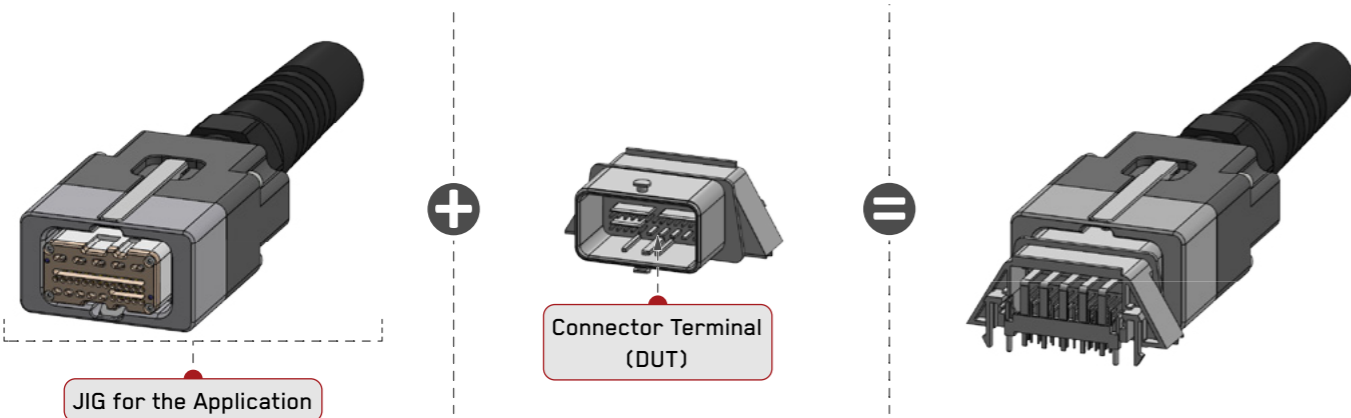 Connector Terminal
(DUT)
JIG for the Application